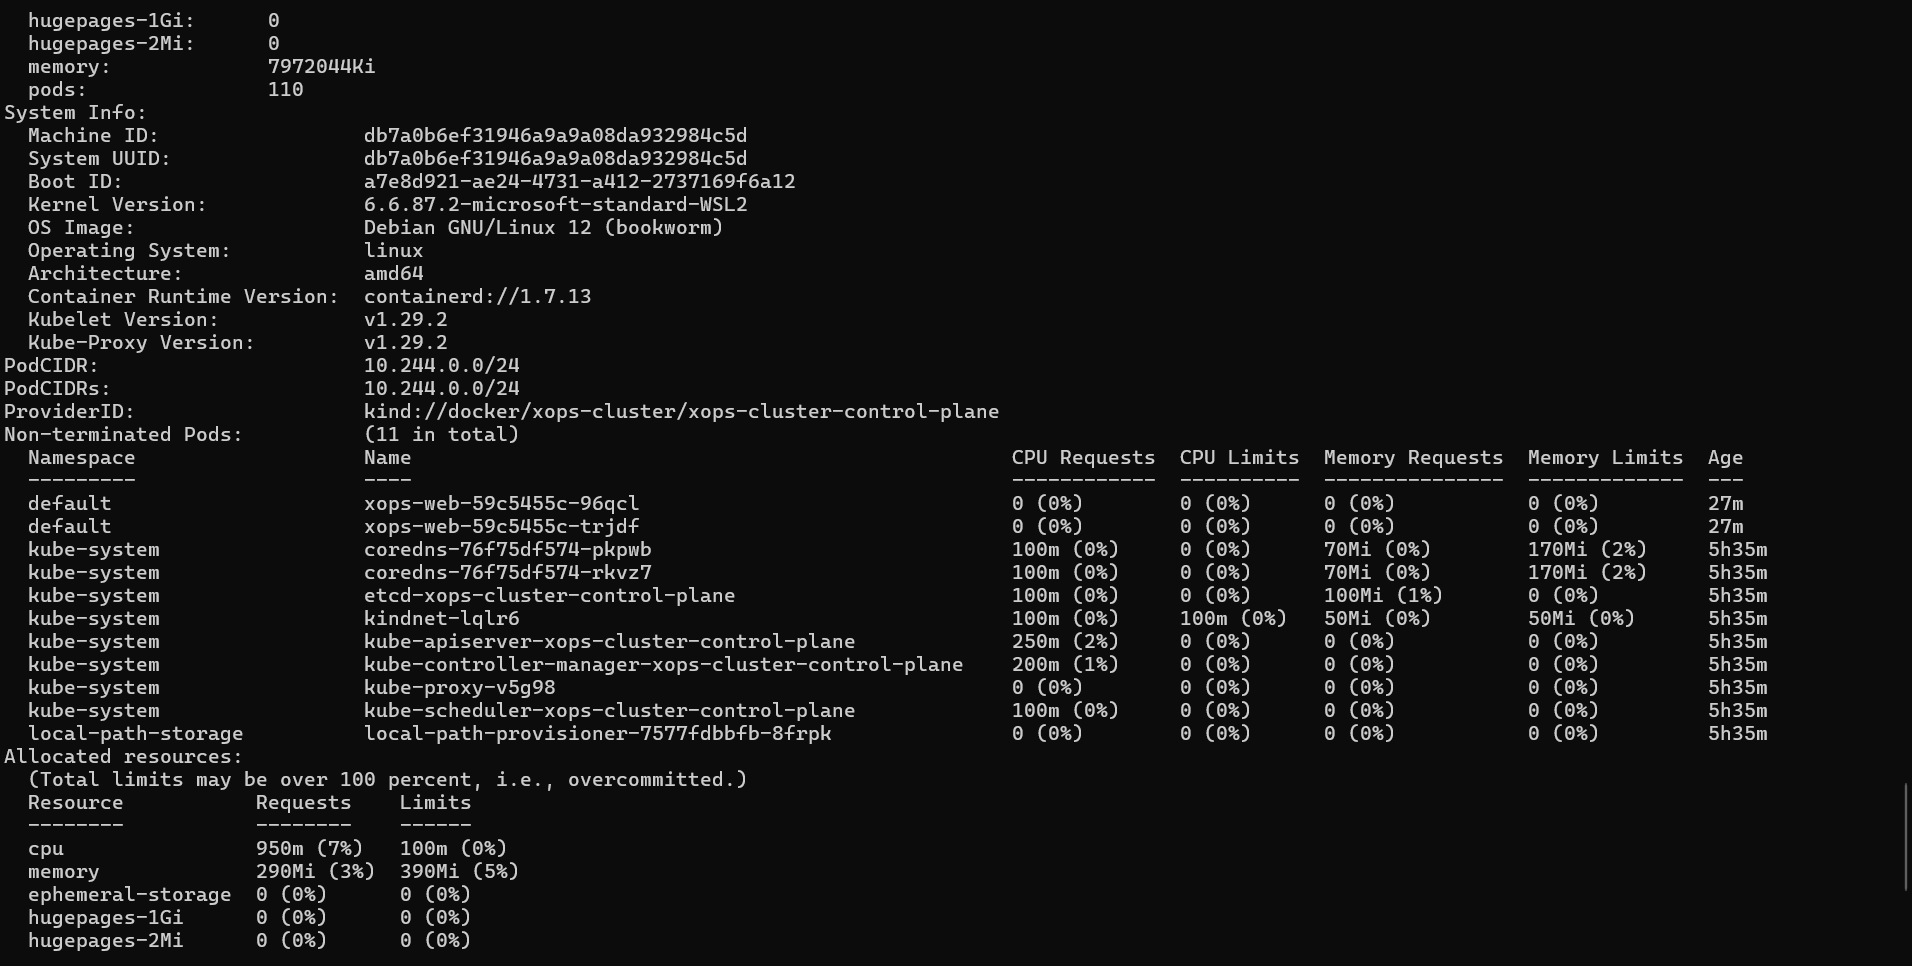 hugepages-1Gi:      0
hugepages-2Mi:      0
memory:             7972044Ki
pods:               110
System Info:
  Machine ID:                 db7a0b6ef31946a9a9a08da932984c5d
  System UUID:                db7a0b6ef31946a9a9a08da932984c5d
  Boot ID:                    a7e8d921-ae24-4731-a412-2737169f6a12
  Kernel Version:             6.6.87.2-microsoft-standard-WSL2
  OS Image:                   Debian GNU/Linux 12 (bookworm)
  Operating System:           linux
  Architecture:               amd64
  Container Runtime Version:  containerd://1.7.13
  Kubelet Version:            v1.29.2
  Kube-Proxy Version:         v1.29.2
PodCIDR:                      10.244.0.0/24
PodCIDRs:                     10.244.0.0/24
ProviderID:                   kind://docker/xops-cluster/xops-cluster-control-plane
Non-terminated Pods:          (11 in total)
  Namespace                   Name                                                  CPU Requests  CPU Limits  Memory Requests  Memory Limits  Age
  ---------                   ----                                                  ------------  ----------  ---------------  -------------  ---
  default                     xops-web-59c5455c-96qcl                               0 (0%)        0 (0%)      0 (0%)           0 (0%)         27m
  default                     xops-web-59c5455c-trjdf                               0 (0%)        0 (0%)      0 (0%)           0 (0%)         27m
  kube-system                 coredns-76f75df574-pkpwb                              100m (0%)     0 (0%)      70Mi (0%)        170Mi (2%)     5h35m
  kube-system                 coredns-76f75df574-rkvz7                              100m (0%)     0 (0%)      70Mi (0%)        170Mi (2%)     5h35m
  kube-system                 etcd-xops-cluster-control-plane                       100m (0%)     0 (0%)      100Mi (1%)       0 (0%)         5h35m
  kube-system                 kindnet-lqlr6                                         100m (0%)     100m (0%)   50Mi (0%)        50Mi (0%)      5h35m
  kube-system                 kube-apiserver-xops-cluster-control-plane             250m (2%)     0 (0%)      0 (0%)           0 (0%)         5h35m
  kube-system                 kube-controller-manager-xops-cluster-control-plane    200m (1%)     0 (0%)      0 (0%)           0 (0%)         5h35m
  kube-system                 kube-proxy-v5g98                                      0 (0%)        0 (0%)      0 (0%)           0 (0%)         5h35m
  kube-system                 kube-scheduler-xops-cluster-control-plane             100m (0%)     0 (0%)      0 (0%)           0 (0%)         5h35m
  local-path-storage          local-path-provisioner-7577fdbbfb-8frpk               0 (0%)        0 (0%)      0 (0%)           0 (0%)         5h35m
Allocated resources:
  (Total limits may be over 100 percent, i.e., overcommitted.)
  Resource           Requests    Limits
  --------           --------    ------
  cpu                950m (7%)   100m (0%)
  memory             290Mi (3%)  390Mi (5%)
  ephemeral-storage  0 (0%)      0 (0%)
  hugepages-1Gi      0 (0%)      0 (0%)
  hugepages-2Mi      0 (0%)      0 (0%)